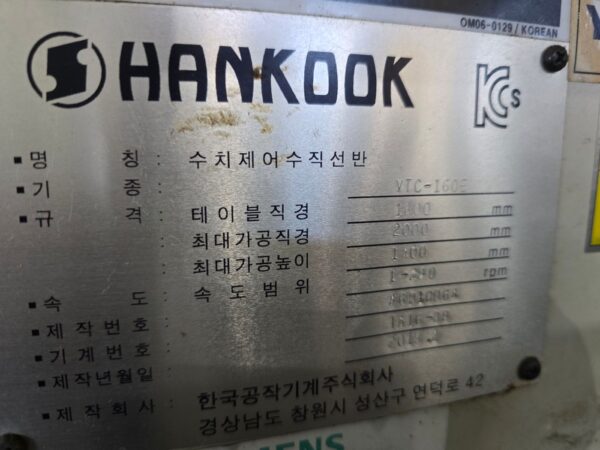 OM06-0129 / KOREAN
HANKOOK
KCs
■ 명 칭 : 수치제어수직선반
■ 기 종 : VTC-160E
■ 규 격 : 테이블직경 mm
최대가공직경 2000 mm
최대가공높이 mm
■ 속 도 : 속도범위 rpm
■ 제작번호 :
■ 기계번호 :
■ 제작년월일 :
■ 제작회사 : 한국공작기계주식회사
경상남도 창원시 성산구 연덕로 42